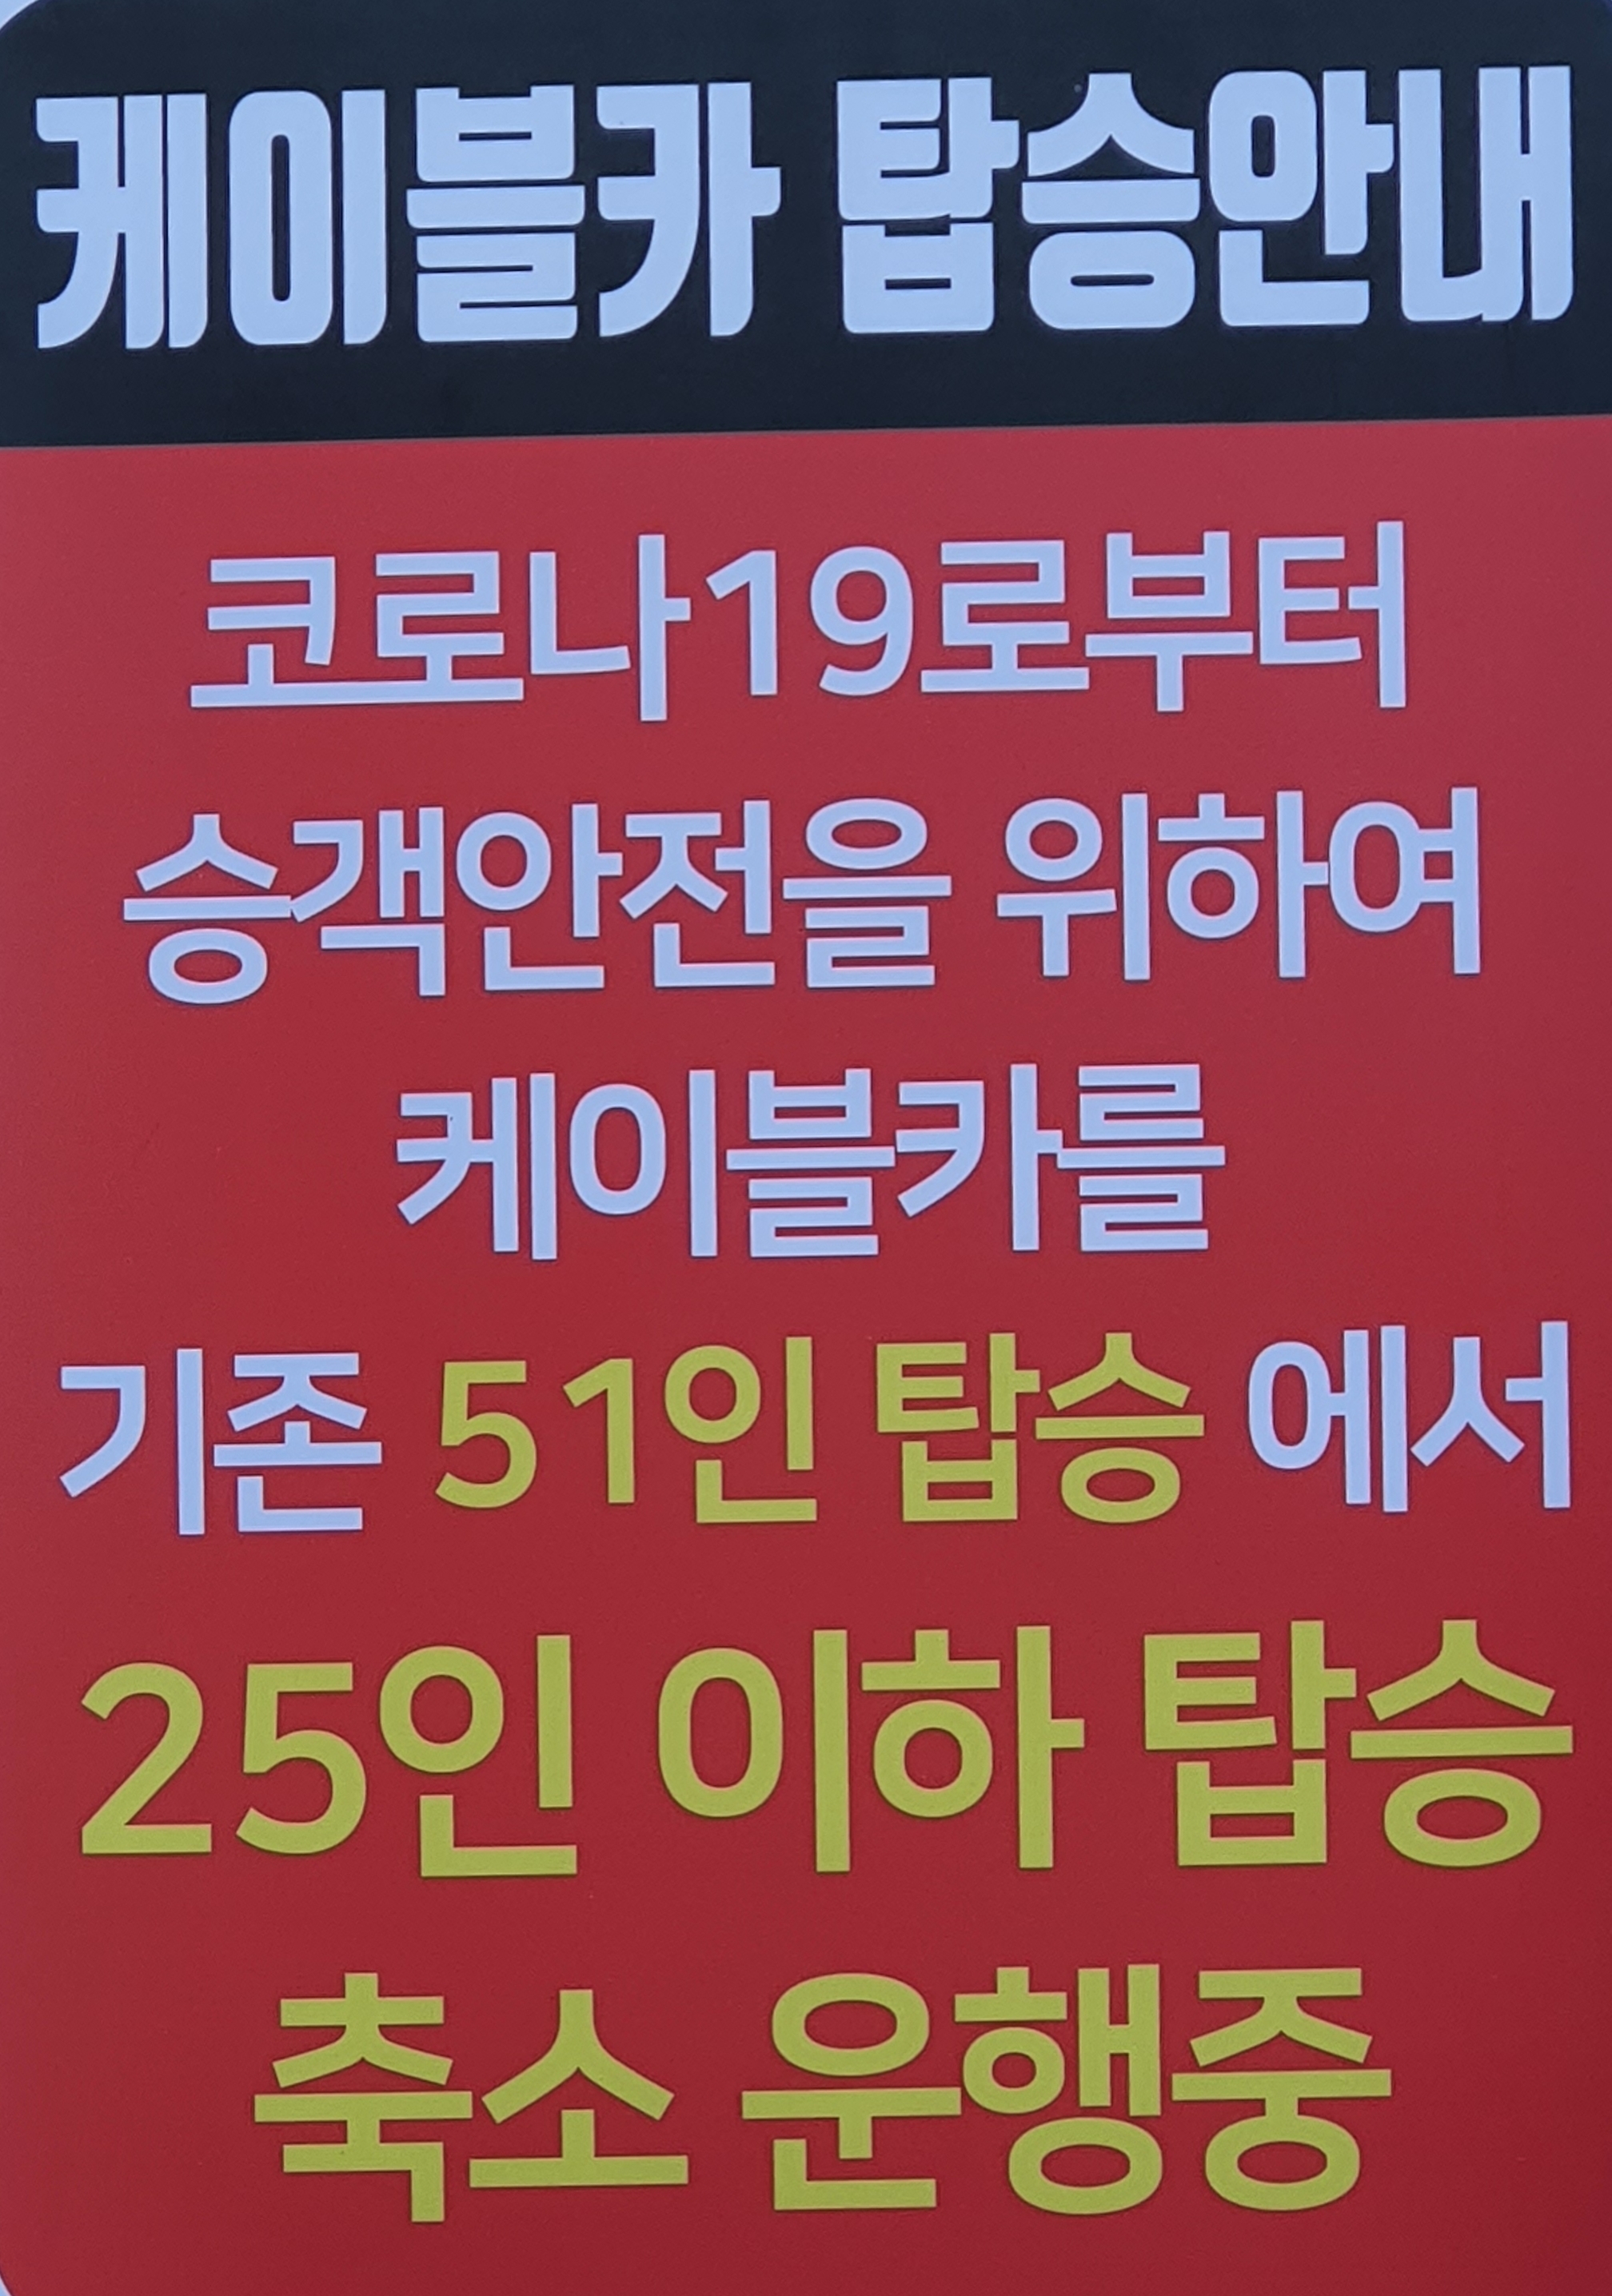 케이블카 탑승안내
코로나19로부터
승객안전을 위하여
케이블카를
기존 51인 탑승 에서
25인 이하 탑승
축소 운행중